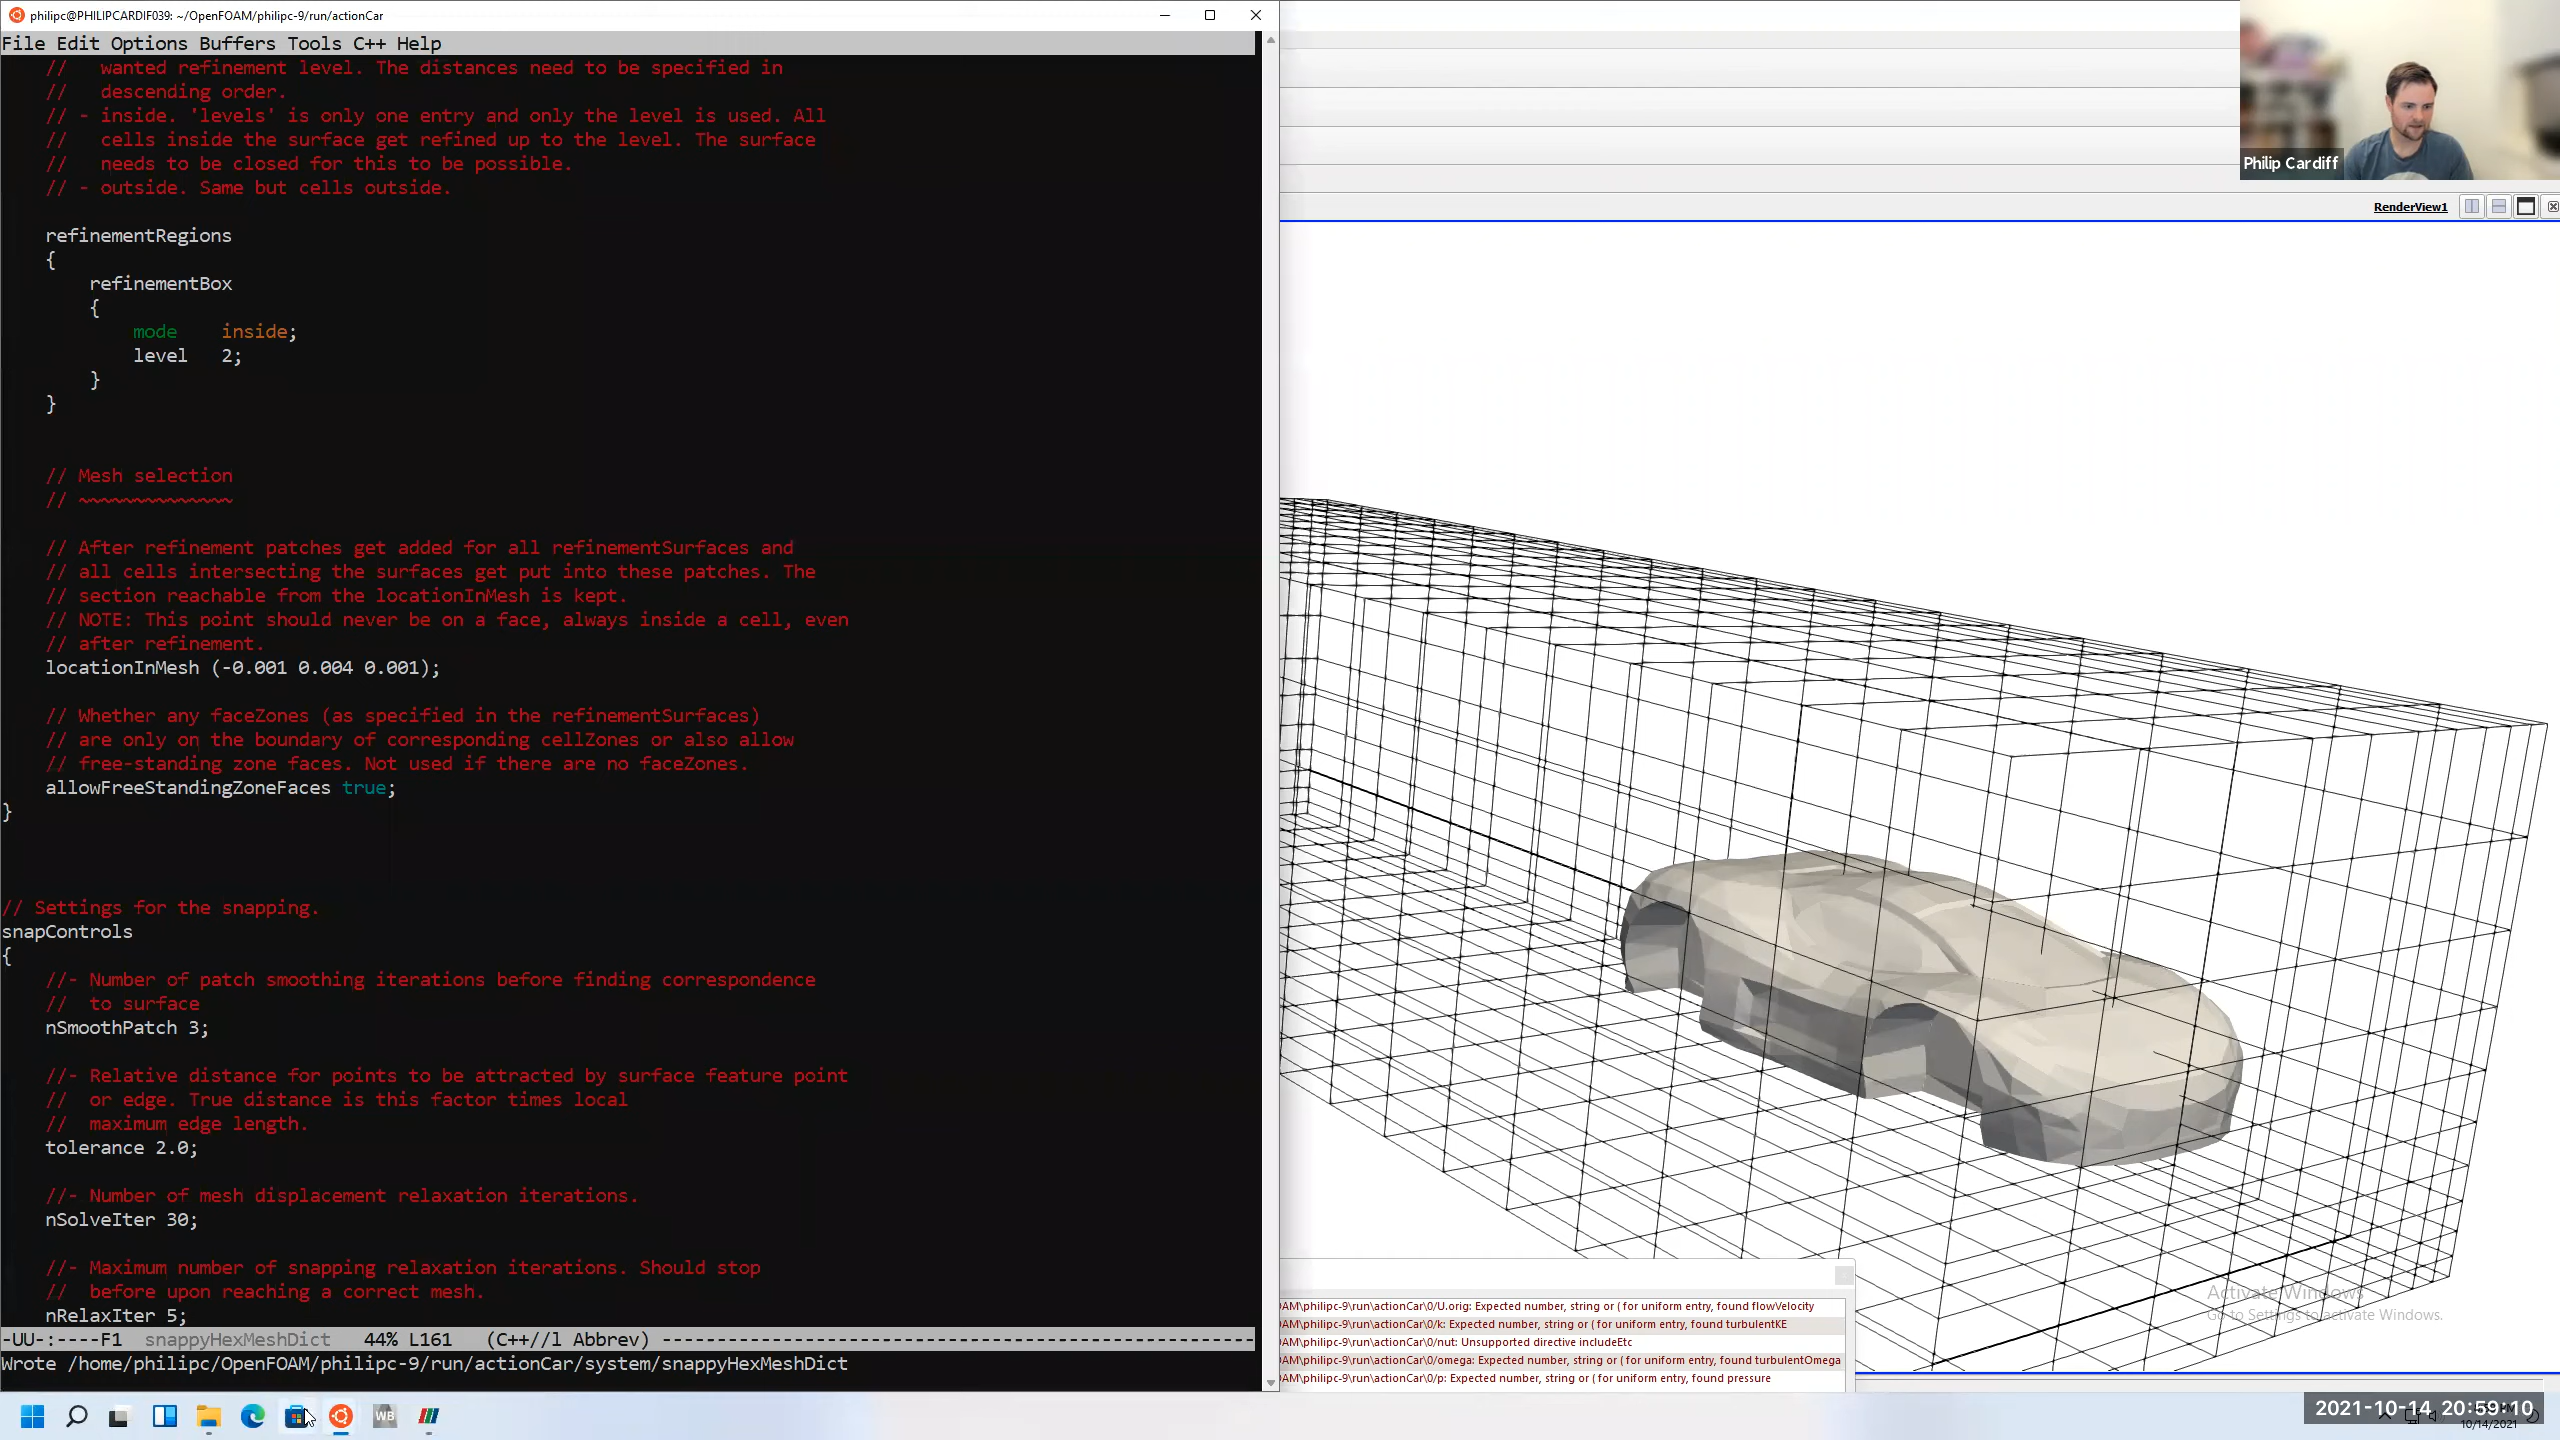 philipc@PHILIPCARDIF039: ~/OpenFOAM/philipc-9/run/actionCar
File Edit Options Buffers Tools C++ Help
//   wanted refinement level. The distances need to be specified in
//   descending order.
// - inside. 'levels' is only one entry and only the level is used. All
//   cells inside the surface get refined up to the level. The surface
//   needs to be closed for this to be possible.
// - outside. Same but cells outside.
refinementRegions
{
refinementBox
{
mode    inside;
level   2;
}
}
// Mesh selection
// ~~~~~~~~~~~~~~
// After refinement patches get added for all refinementSurfaces and
// all cells intersecting the surfaces get put into these patches. The
// section reachable from the locationInMesh is kept.
// NOTE: This point should never be on a face, always inside a cell, even
// after refinement.
locationInMesh (-0.001 0.004 0.001);
// Whether any faceZones (as specified in the refinementSurfaces)
// are only on the boundary of corresponding cellZones or also allow
// free-standing zone faces. Not used if there are no faceZones.
allowFreeStandingZoneFaces true;
}
// Settings for the snapping.
snapControls
{
//- Number of patch smoothing iterations before finding correspondence
//  to surface
nSmoothPatch 3;
//- Relative distance for points to be attracted by surface feature point
//  or edge. True distance is this factor times local
//  maximum edge length.
tolerance 2.0;
//- Number of mesh displacement relaxation iterations.
nSolveIter 30;
//- Maximum number of snapping relaxation iterations. Should stop
//  before upon reaching a correct mesh.
nRelaxIter 5;
-UU-:----F1  snappyHexMeshDict   44% L161   (C++//l Abbrev) ------------------------------------------------------
Wrote /home/philipc/OpenFOAM/philipc-9/run/actionCar/system/snappyHexMeshDict
Philip Cardiff
RenderView1
AM\philipc-9\run\actionCar\0/U.orig: Expected number, string or ( for uniform entry, found flowVelocity
AM\philipc-9\run\actionCar\0/k: Expected number, string or ( for uniform entry, found turbulentKE
AM\philipc-9\run\actionCar\0/nut: Unsupported directive includeEtc
AM\philipc-9\run\actionCar\0/omega: Expected number, string or ( for uniform entry, found turbulentOmega
AM\philipc-9\run\actionCar\0/p: Expected number, string or ( for uniform entry, found pressure
Activate Windows
Go to Settings to activate Windows.
WB
2021-10-14 20:59:10
10/14/2021